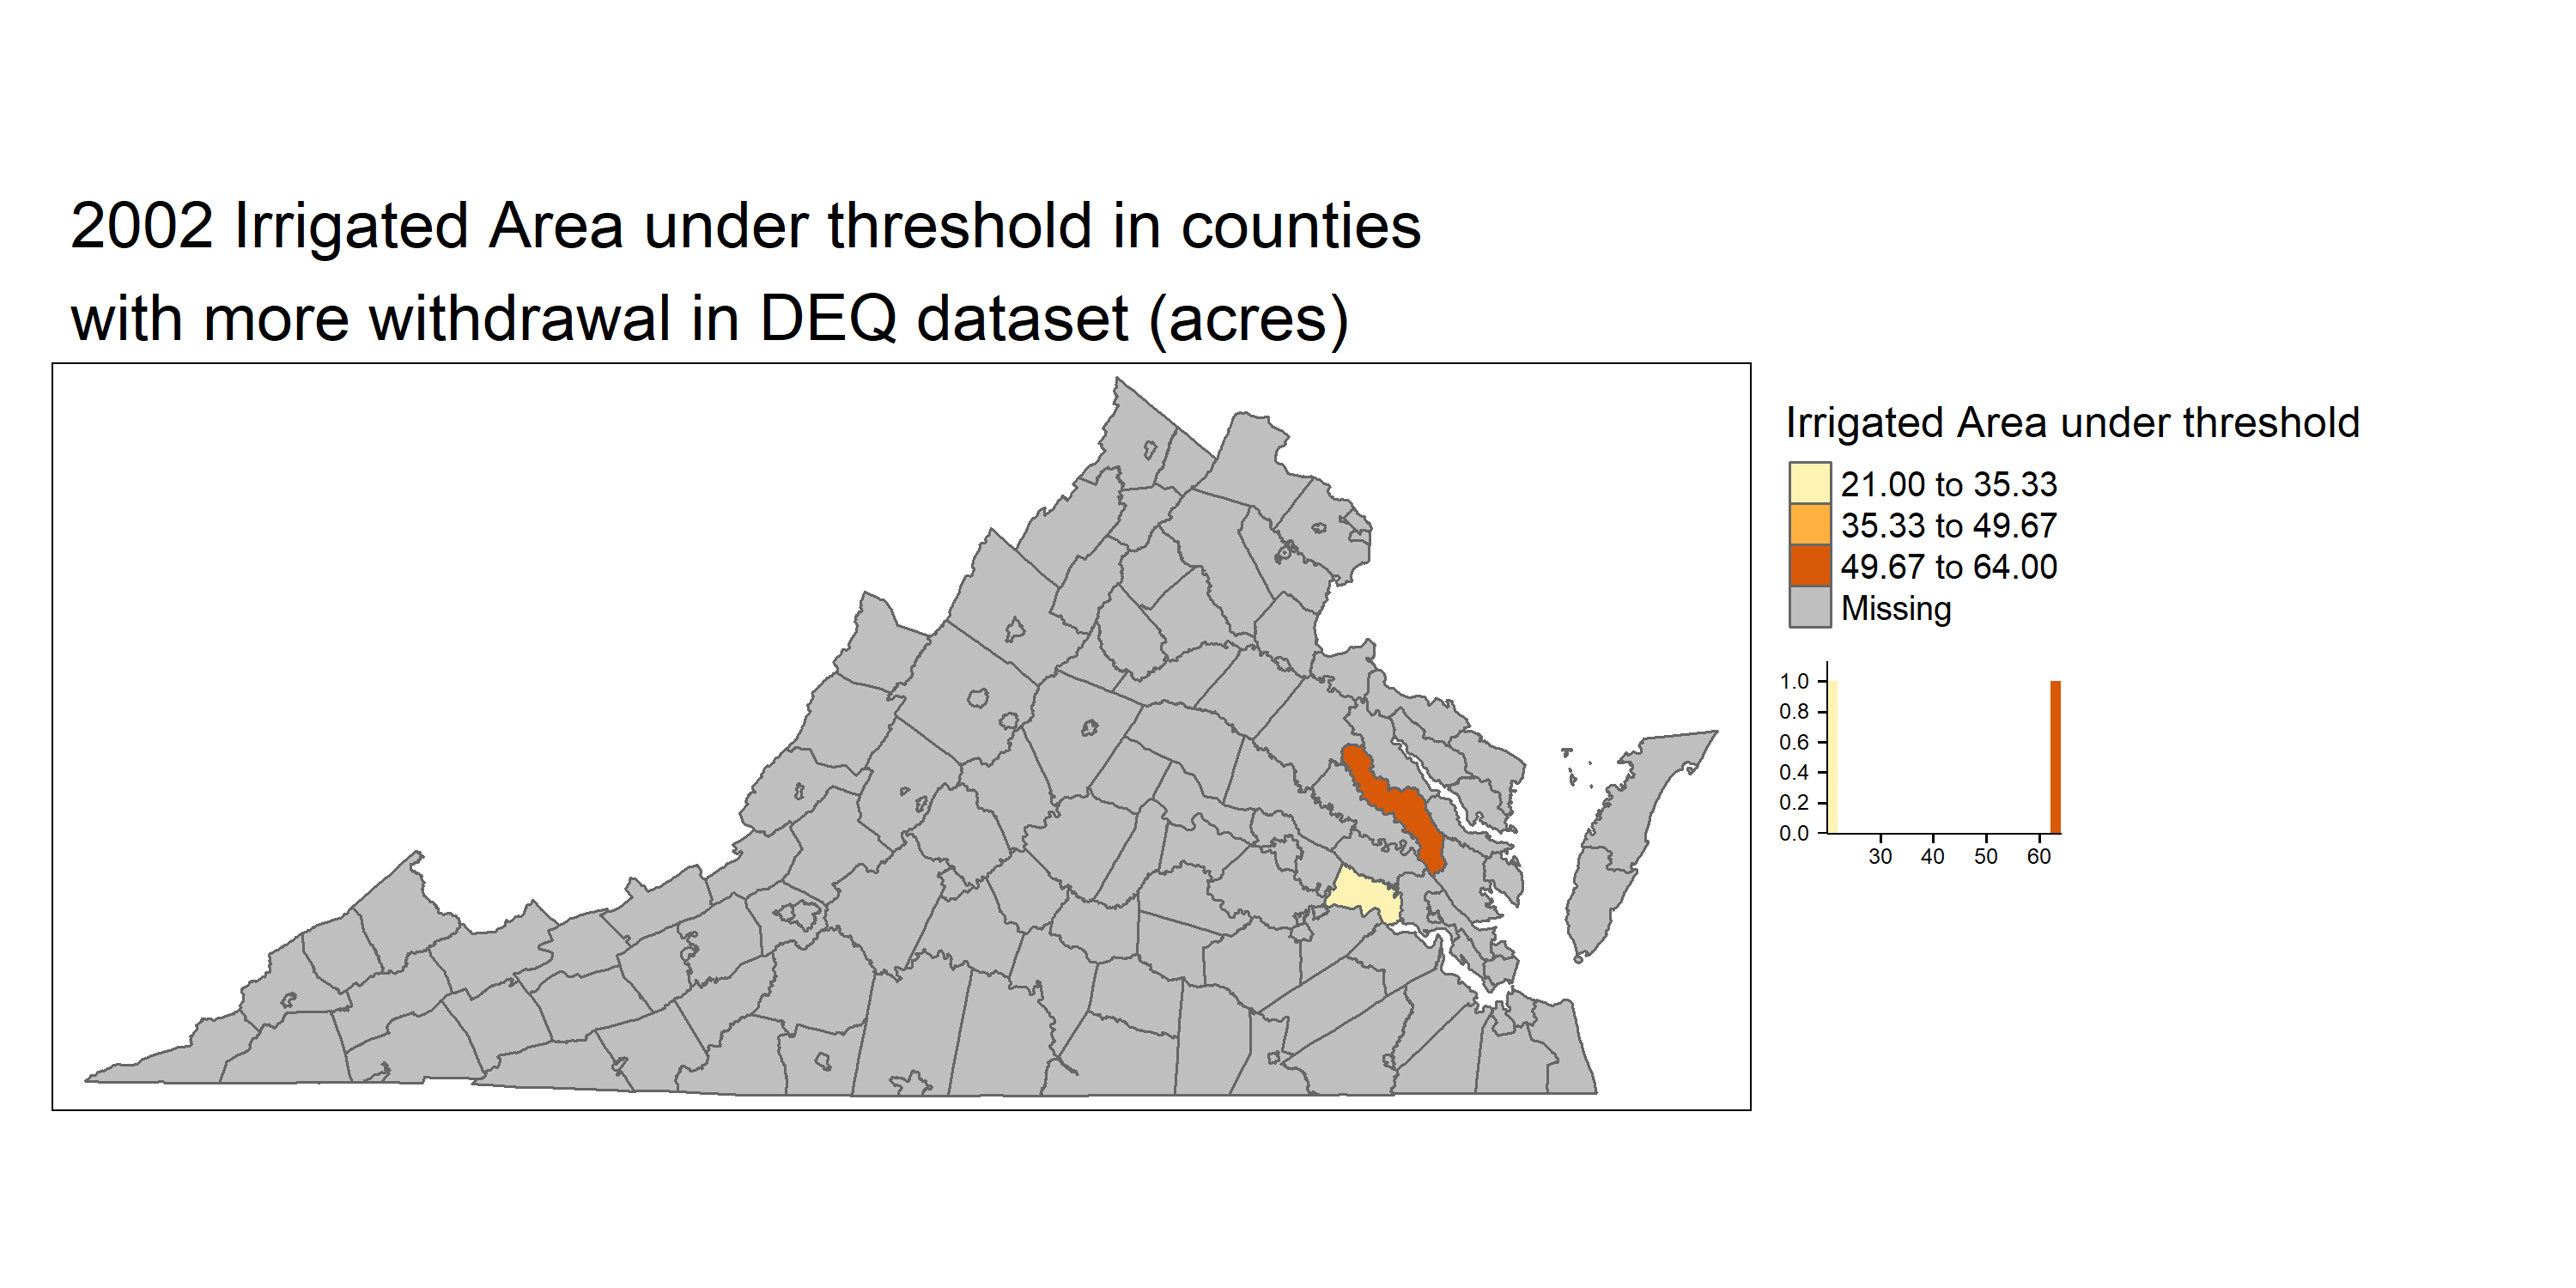 2002 Irrigated Area under threshold in counties
with more withdrawal in DEQ dataset (acres)
Irrigated Area under threshold
21.00 to 35.33
35.33 to 49.67
49.67 to 64.00
Missing
1.0
0.8
0.6
0.4
0.2
0.0
30 40 50 60